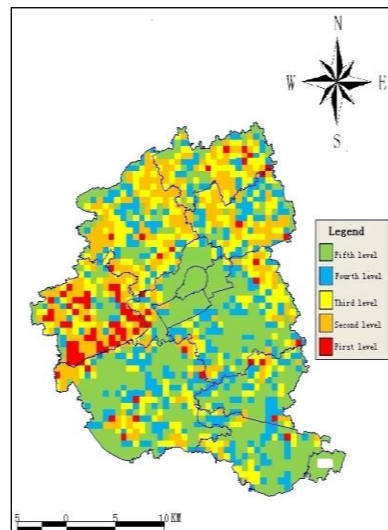 N
W E
S
Legend
Fifth level
Fourth level
Third level
Second level
First level
5 0 5 10 KM